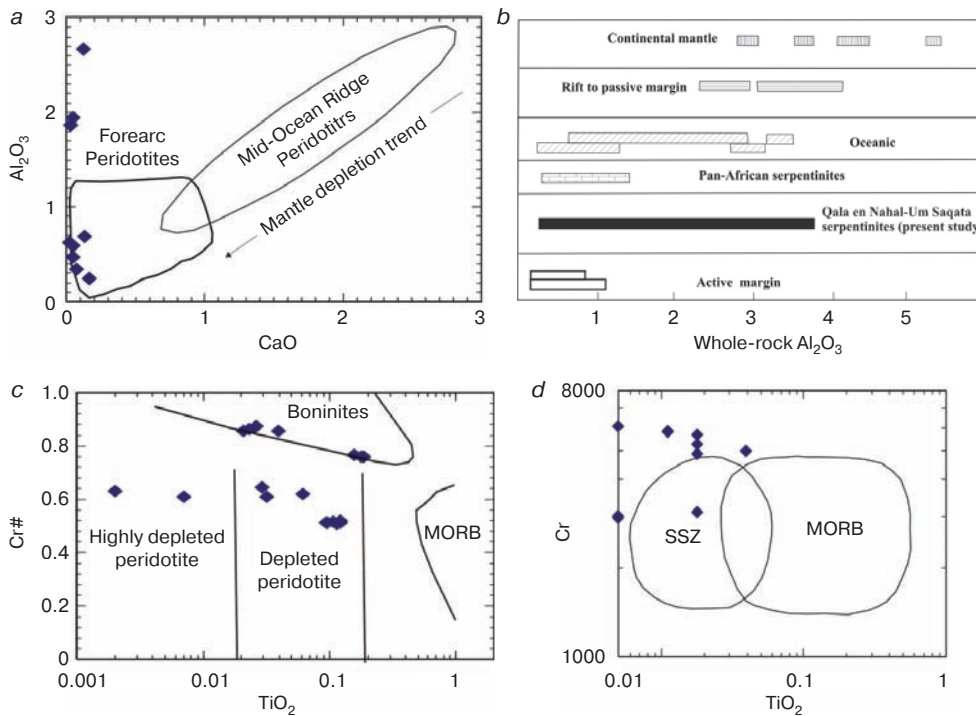 a
3
2
1
0
Al₂O₃
Forearc
Peridotites
Mid-Ocean Ridge
Peridotitrs
Mantle depletion trend
0
1
2
3
CaO
b
Continental mantle
Rift to passive margin
Oceanic
Pan-African serpentinites
Qala en Nahal-Um Saqata
serpentinites (present study
Active margin
1
2
3
4
5
Whole-rock Al₂O₃
c
1.0
0.8
0.6
0.4
0.2
0
Cr#
Boninites
Highly depleted
peridotite
Depleted
peridotite
MORB
0.001
0.01
0.1
1
TiO₂
d
8000
1000
Cr
SSZ
MORB
0.01
0.1
1
TiO₂